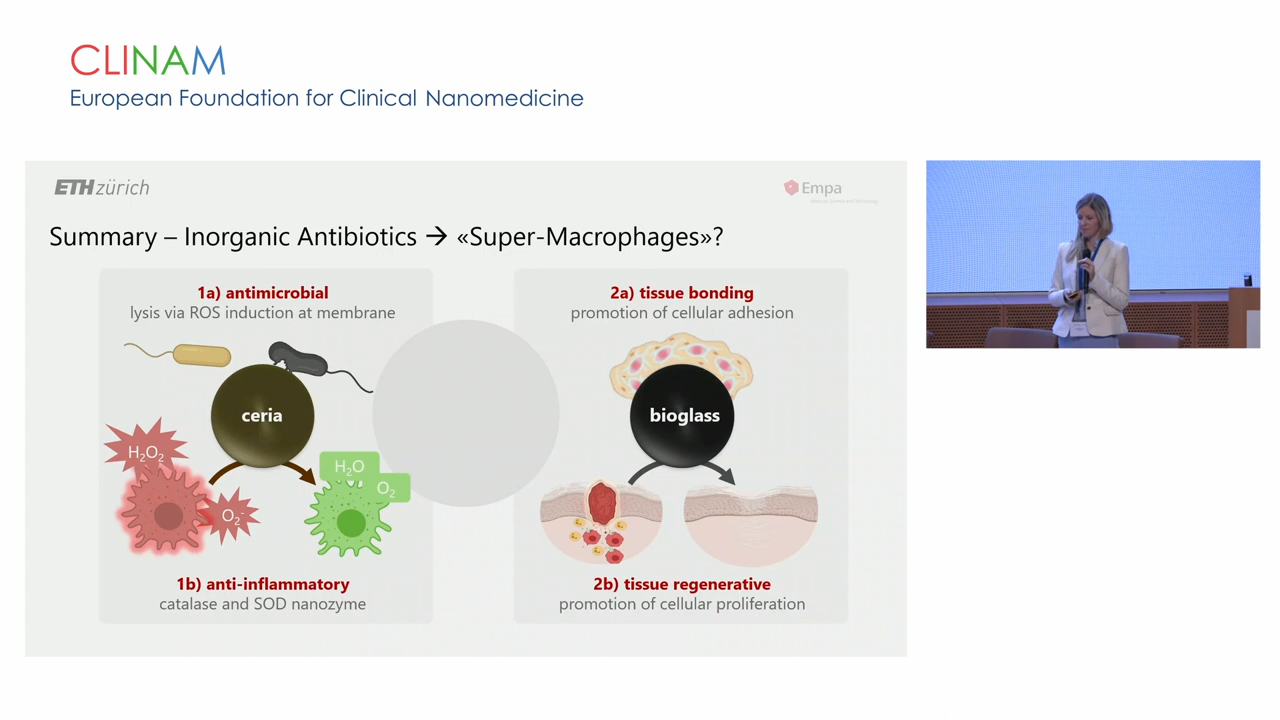 CLINAM
European Foundation for Clinical Nanomedicine
ETH zürich
Empa
Summary – Inorganic Antibiotics → «Super-Macrophages»?
1a) antimicrobial
lysis via ROS induction at membrane
ceria
H₂O₂
O₂⁻
H₂O
O₂
1b) anti-inflammatory
catalase and SOD nanozyme
2a) tissue bonding
promotion of cellular adhesion
bioglass
2b) tissue regenerative
promotion of cellular proliferation